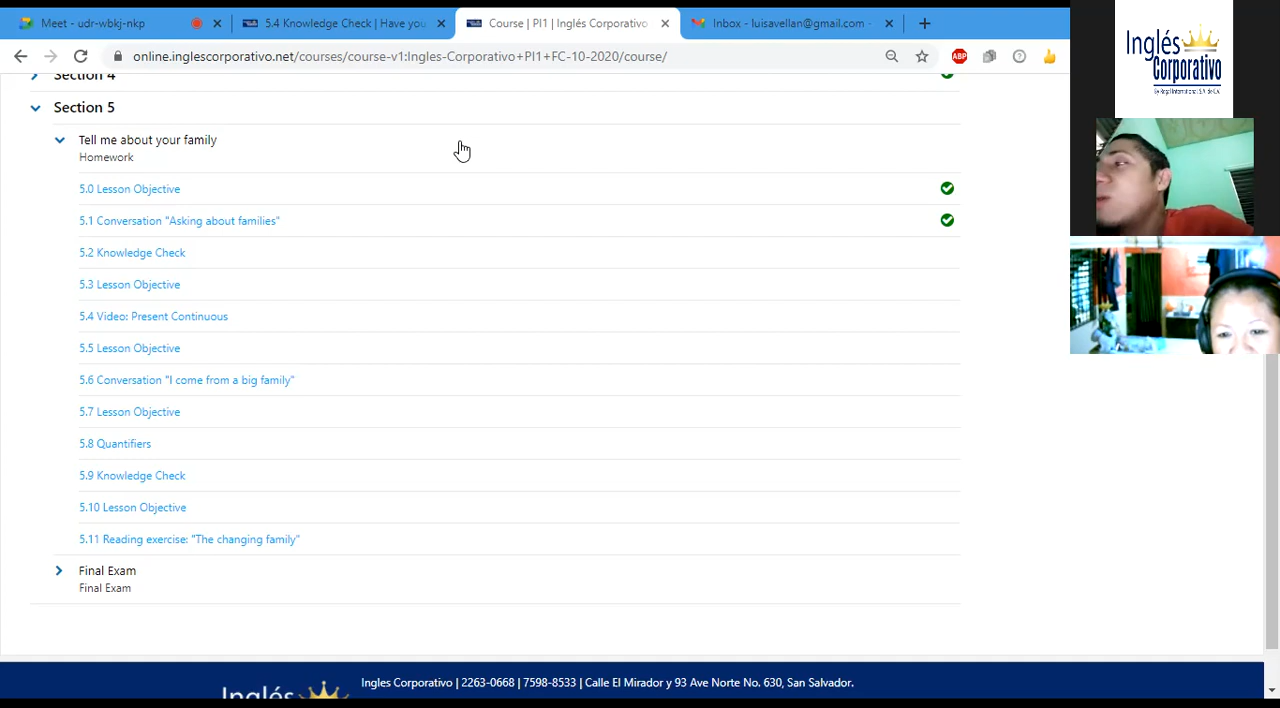 Meet - udr-wbkj-nkp
5.4 Knowledge Check | Have you
Course | PI1 | Inglés Corporativo
Inbox - luisavellan@gmail.com -
online.inglescorporativo.net/courses/course-v1:Ingles-Corporativo+PI1+FC-10-2020/course/
ABP
Inglés
Corporativo
By Regal International S.A. de C.V.
Section 4
Section 5
Tell me about your family
Homework
5.0 Lesson Objective
5.1 Conversation "Asking about families"
5.2 Knowledge Check
5.3 Lesson Objective
5.4 Video: Present Continuous
5.5 Lesson Objective
5.6 Conversation "I come from a big family"
5.7 Lesson Objective
5.8 Quantifiers
5.9 Knowledge Check
5.10 Lesson Objective
5.11 Reading exercise: "The changing family"
Final Exam
Final Exam
Inglés
Ingles Corporativo | 2263-0668 | 7598-8533 | Calle El Mirador y 93 Ave Norte No. 630, San Salvador.